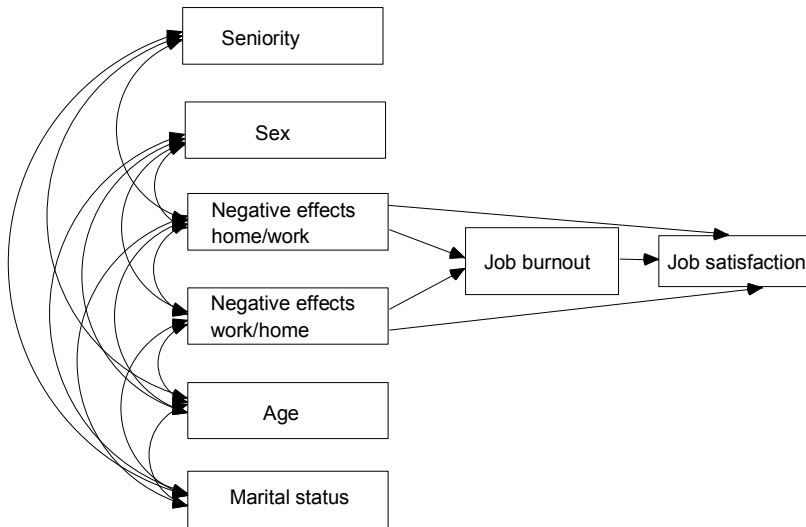 Seniority
Sex
Negative effects
home/work
Negative effects
work/home
Age
Marital status
Job burnout
Job satisfaction